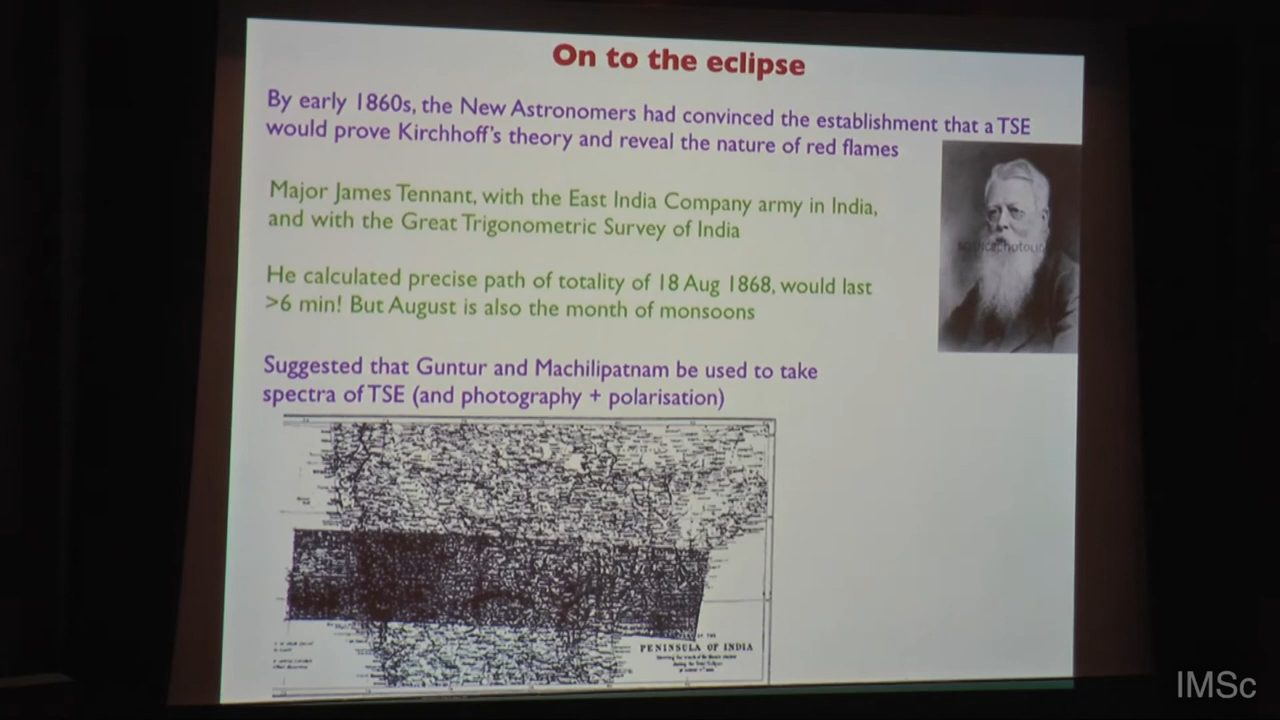 On to the eclipse
By early 1860s, the New Astronomers had convinced the establishment that a TSE
would prove Kirchhoff's theory and reveal the nature of red flames
Major James Tennant, with the East India Company army in India,
and with the Great Trigonometric Survey of India
He calculated precise path of totality of 18 Aug 1868, would last
>6 min! But August is also the month of monsoons
Suggested that Guntur and Machilipatnam be used to take
spectra of TSE (and photography + polarisation)
PENINSULA OF INDIA
IMSc